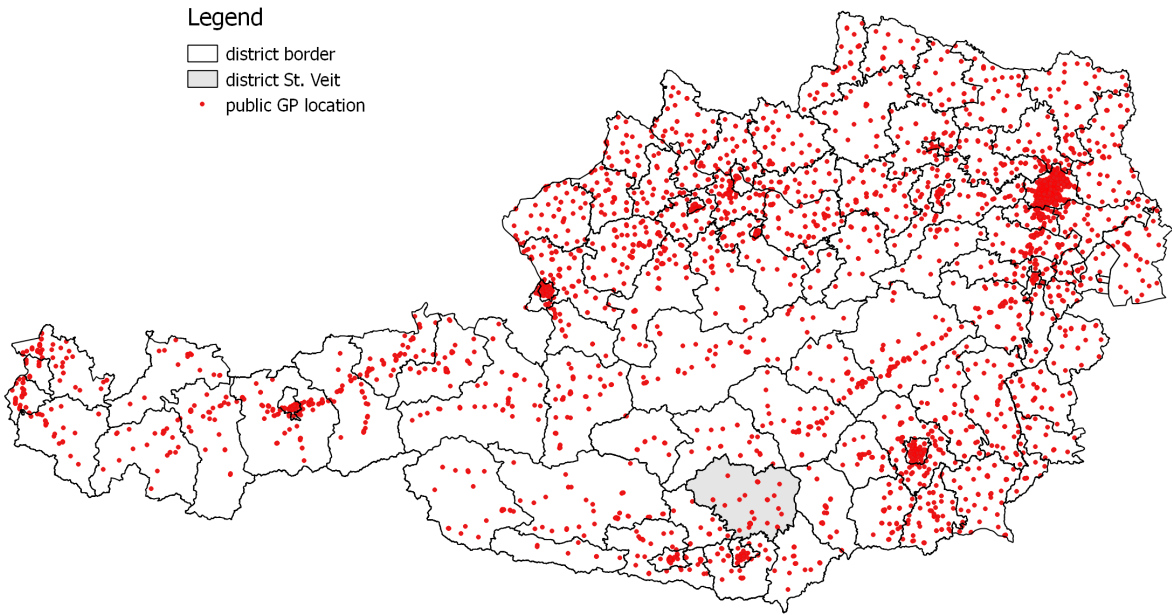 Legend
district border
district St. Veit
public GP location